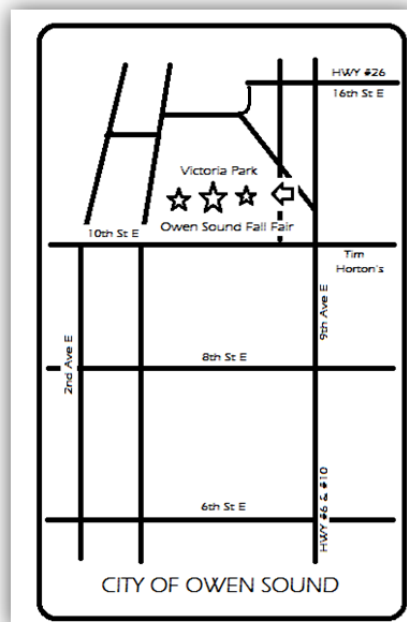 HWY #26
16th St E
Victoria Park
Owen Sound Fall Fair
10th St E
Tim
Horton's
9th Ave E
2nd Ave E
8th St E
HWY #6 & #10
6th St E
CITY OF OWEN SOUND